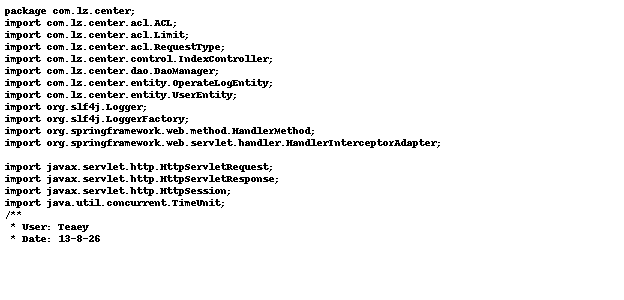 package com.lz.center;
import com.lz.center.acl.ACL;
import com.lz.center.acl.Limit;
import com.lz.center.acl.RequestType;
import com.lz.center.control.IndexController;
import com.lz.center.dao.DaoManager;
import com.lz.center.entity.OperateLogEntity;
import com.lz.center.entity.UserEntity;
import org.slf4j.Logger;
import org.slf4j.LoggerFactory;
import org.springframework.web.method.HandlerMethod;
import org.springframework.web.servlet.handler.HandlerInterceptorAdapter;

import javax.servlet.http.HttpServletRequest;
import javax.servlet.http.HttpServletResponse;
import javax.servlet.http.HttpSession;
import java.util.concurrent.TimeUnit;
/**
 * User: Teaey
 * Date: 13-8-26